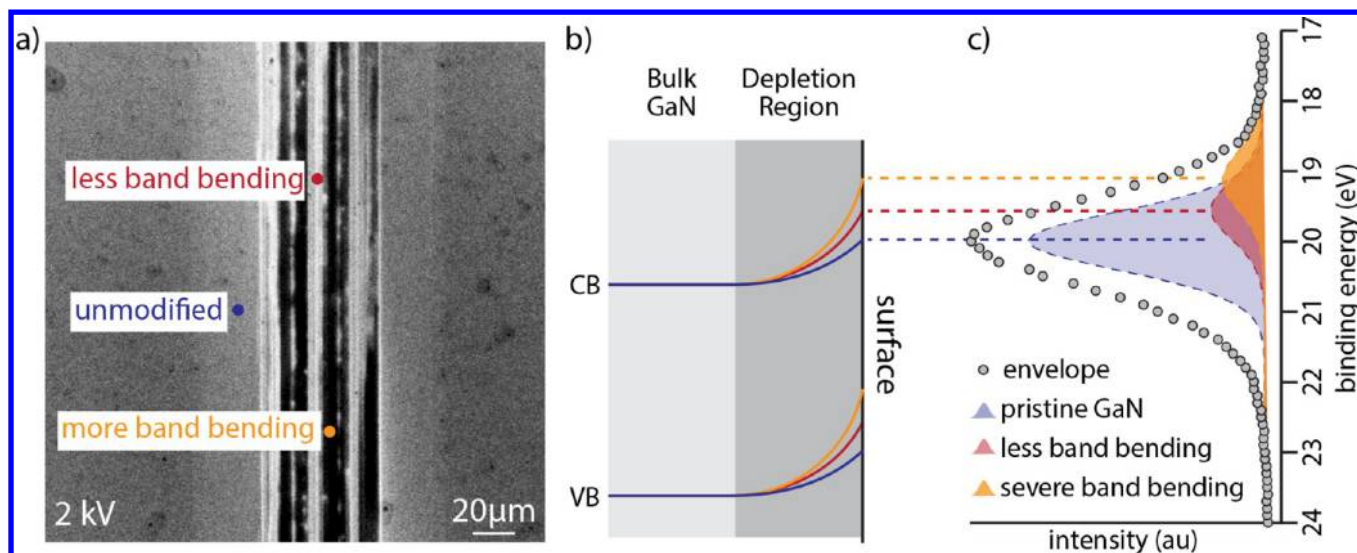 a)
less band bending
unmodified
more band bending
2 kV
20μm
b)
Bulk
GaN
Depletion
Region
CB
VB
surface
c)
envelope
pristine GaN
less band bending
severe band bending
intensity (au)
17
18
19
20
21
22
23
24
binding energy (eV)